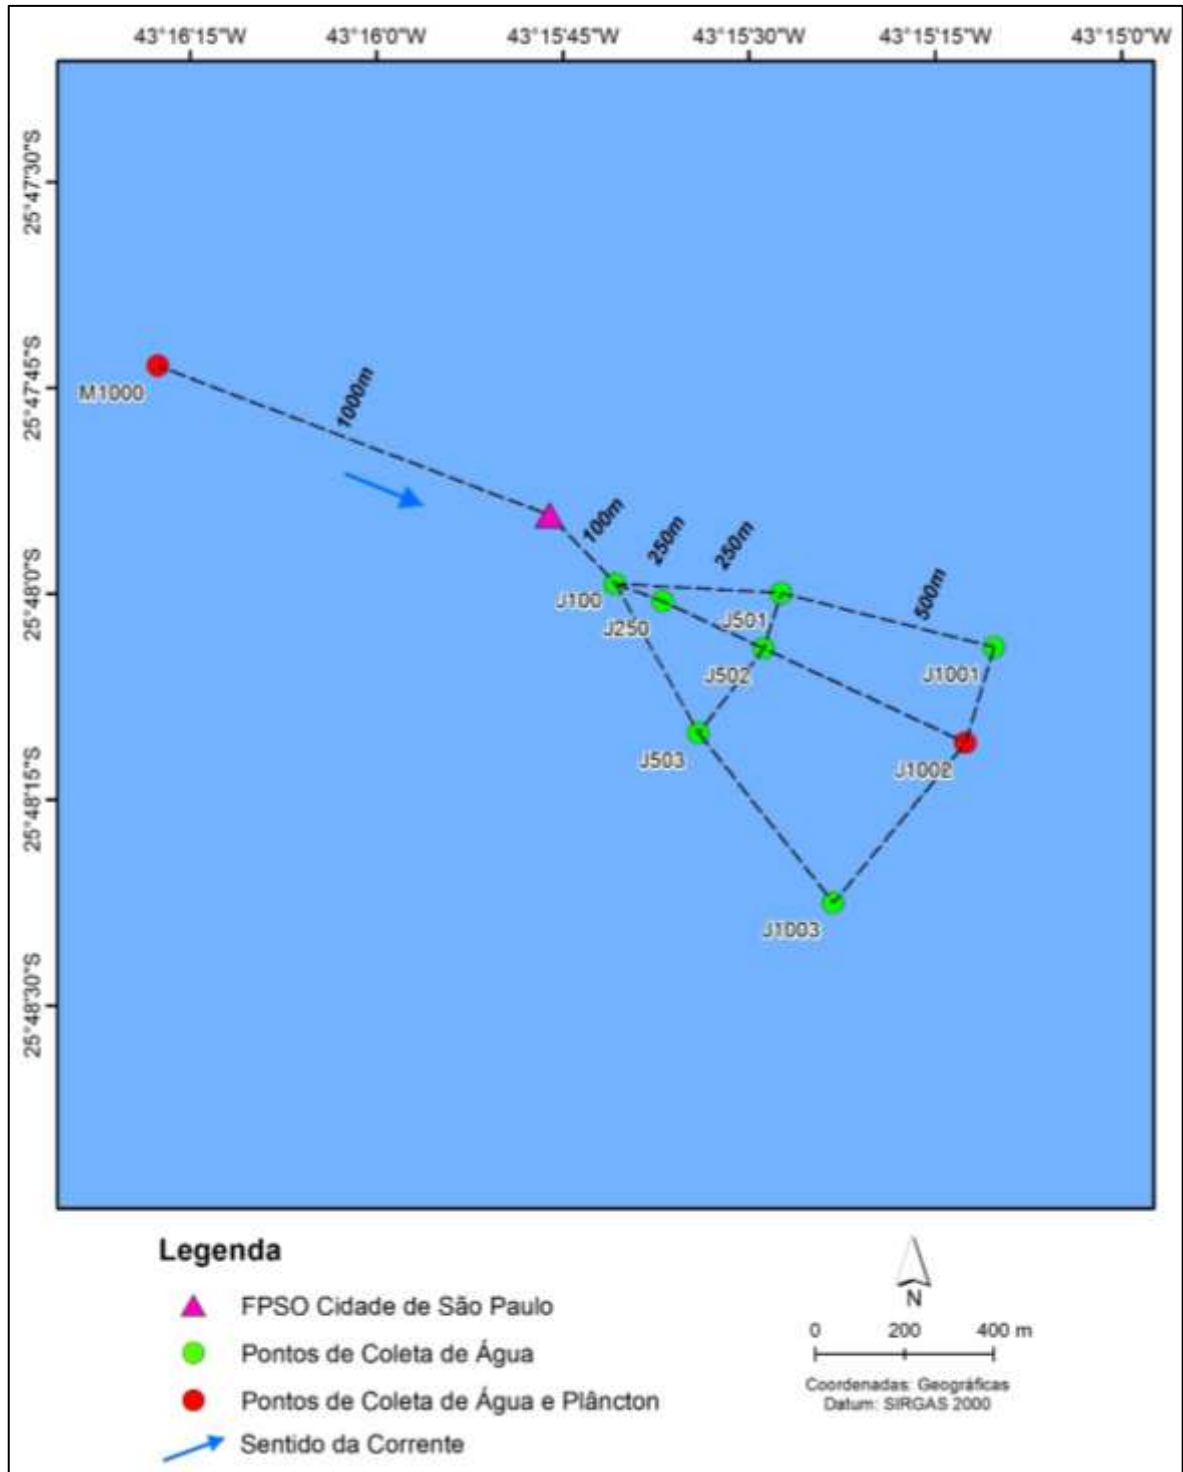 43°16'15"W 43°16'0"W 43°15'45"W 43°15'30"W 43°15'15"W 43°15'0"W
25°47'30"S
25°47'45"S
25°48'0"S
25°48'15"S
25°48'30"S
M1000
1000m
100m
250m
250m
500m
J100
J250
J501
J502
J1001
J503
J1002
J1003
Legenda
FPSO Cidade de São Paulo
Pontos de Coleta de Água
Pontos de Coleta de Água e Plâncton
Sentido da Corrente
N
0 200 400 m
Coordenadas: Geográficas
Datum: SIRGAS 2000